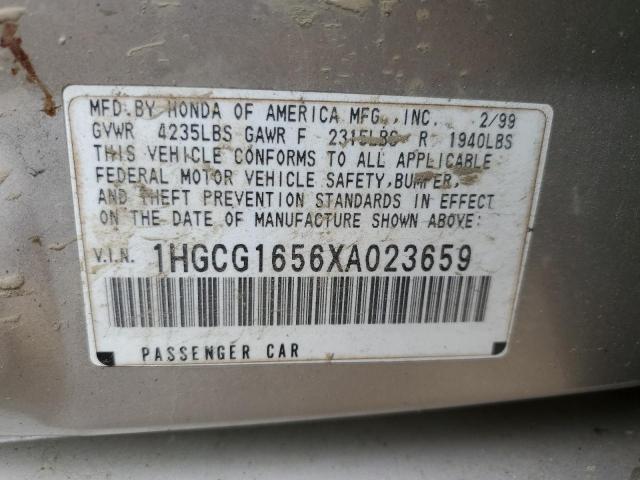 MFD.BY HONDA OF AMERICA MFG., INC. 2/99
GVWR 4235LBS GAWR F 2315LBS R 1940LBS
THIS VEHICLE CONFORMS TO ALL APPLICABLE
FEDERAL MOTOR VEHICLE SAFETY,BUMPER,
AND THEFT PREVENTION STANDARDS IN EFFECT
ON THE DATE OF MANUFACTURE SHOWN ABOVE:
V.I.N. 1HGCG1656XA023659
PASSENGER CAR